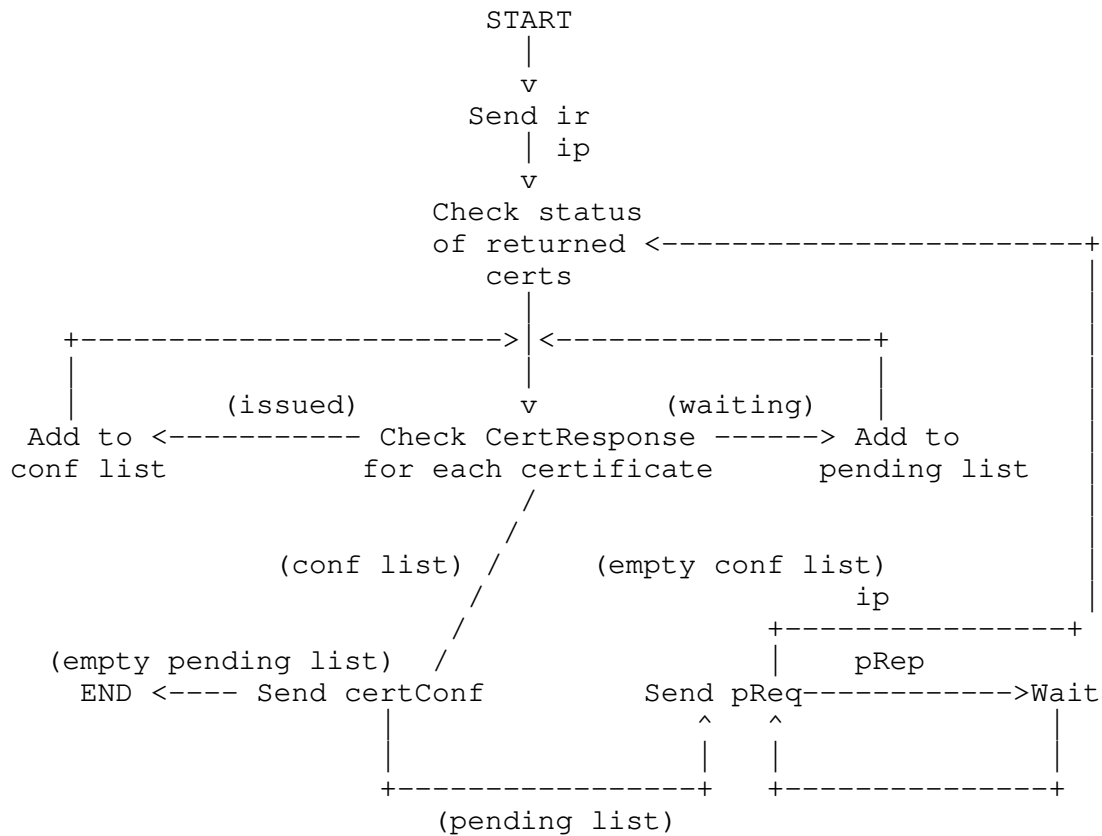 START
|
v
Send ir
| ip
v
Check status
of returned <------------------------+
certs |
| |
+------------------------>|<------------------+ |
| | | |
| (issued) v (waiting) | |
Add to <----------- Check CertResponse ------> Add to |
conf list for each certificate pending list |
/ |
/ |
(conf list) / (empty conf list) |
/ ip |
/ +----------------+
(empty pending list) / | pRep
END <---- Send certConf Send pReq------------>Wait
| ^ ^ |
| | | |
+-----------------+ +---------------+
(pending list)